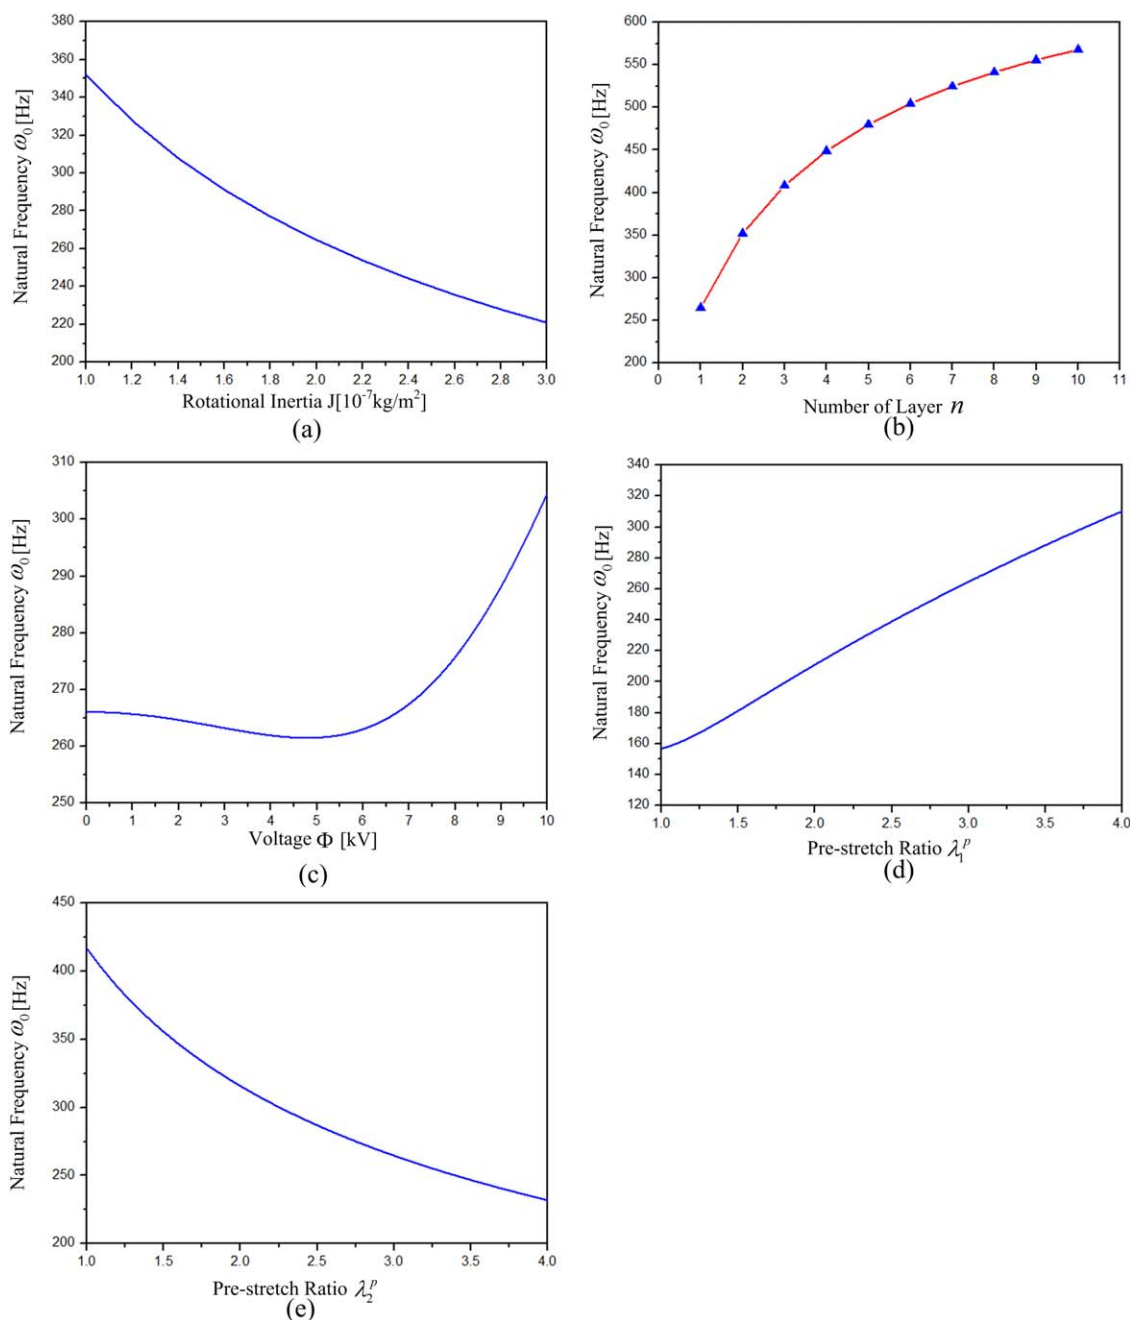 380
360
340
320
300
280
260
240
220
200
Natural Frequency ω₀[Hz]
1.0 1.2 1.4 1.6 1.8 2.0 2.2 2.4 2.6 2.8 3.0
Rotational Inertia J[10⁻⁷kg/m²]
(a)
600
550
500
450
400
350
300
250
200
Natural Frequency ω₀[Hz]
0 1 2 3 4 5 6 7 8 9 10 11
Number of Layer n
(b)
310
300
290
280
270
260
250
Natural Frequency ω₀[Hz]
0 1 2 3 4 5 6 7 8 9 10
Voltage Φ [kV]
(c)
340
320
300
280
260
240
220
200
180
160
140
120
Natural Frequency ω₀[Hz]
1.0 1.5 2.0 2.5 3.0 3.5 4.0
Pre-stretch Ratio λ₁ᵖ
(d)
450
400
350
300
250
200
Natural Frequency ω₀[Hz]
1.0 1.5 2.0 2.5 3.0 3.5 4.0
Pre-stretch Ratio λ₂ᵖ
(e)